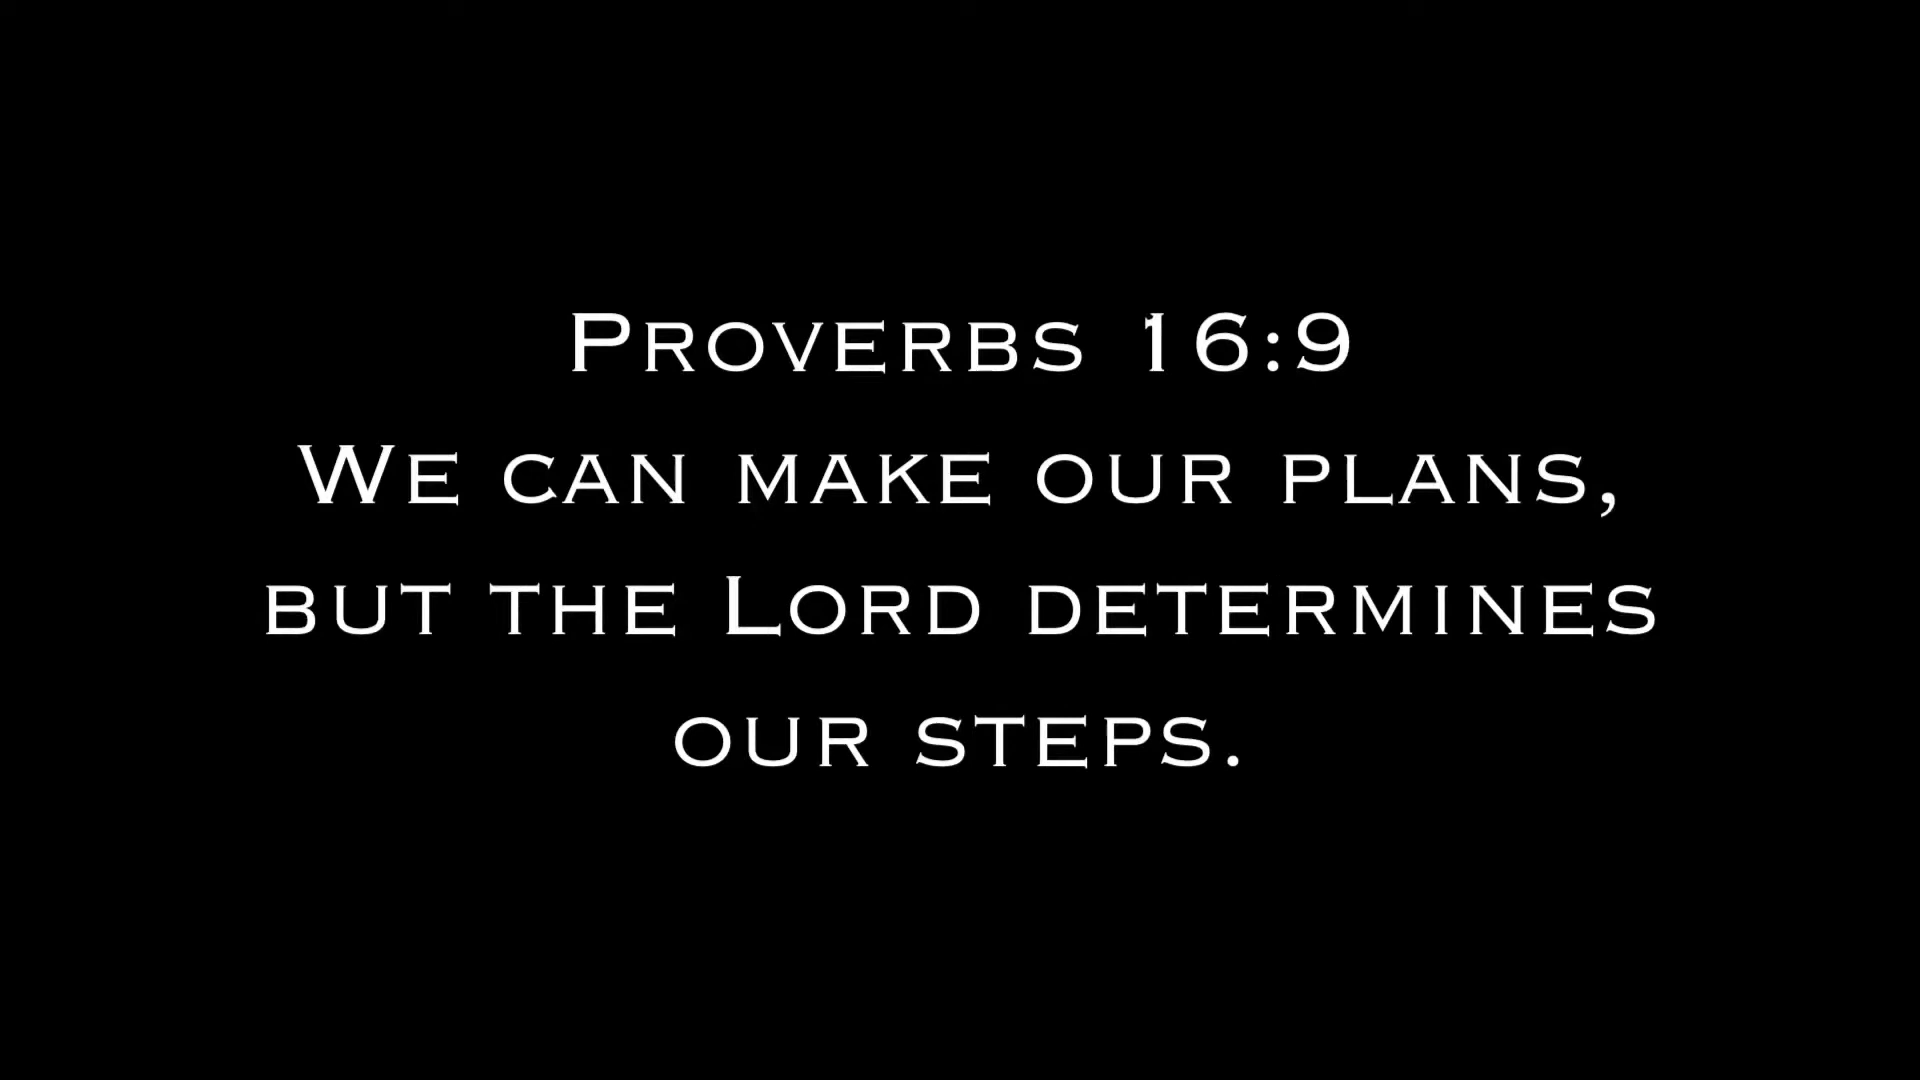 Proverbs 16:9
We can make our plans,
but the Lord determines
our steps.